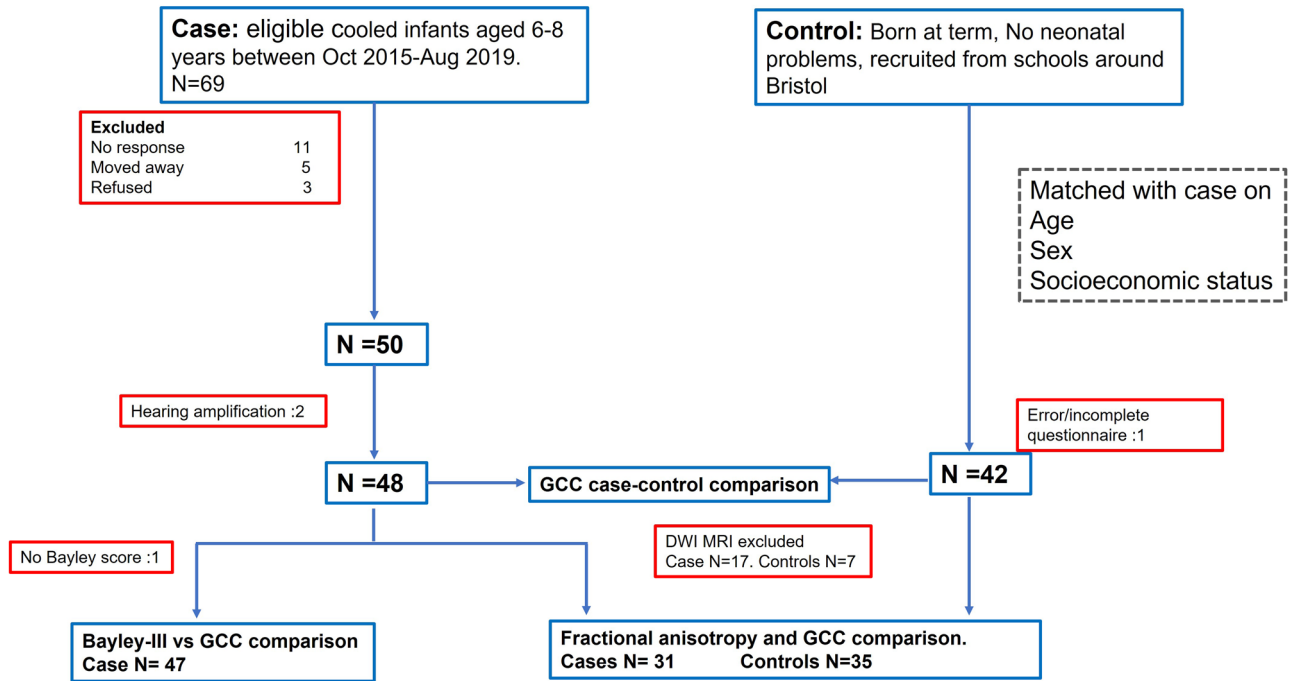 Case: eligible cooled infants aged 6-8
years between Oct 2015-Aug 2019.
N=69
Control: Born at term, No neonatal
problems, recruited from schools around
Bristol
Excluded
No response 11
Moved away 5
Refused 3
Matched with case on
Age
Sex
Socioeconomic status
N =50
Hearing amplification :2
Error/incomplete
questionnaire :1
N =48
GCC case-control comparison
N =42
No Bayley score :1
DWI MRI excluded
Case N=17. Controls N=7
Bayley-III vs GCC comparison
Case N= 47
Fractional anisotropy and GCC comparison.
Cases N= 31 Controls N=35